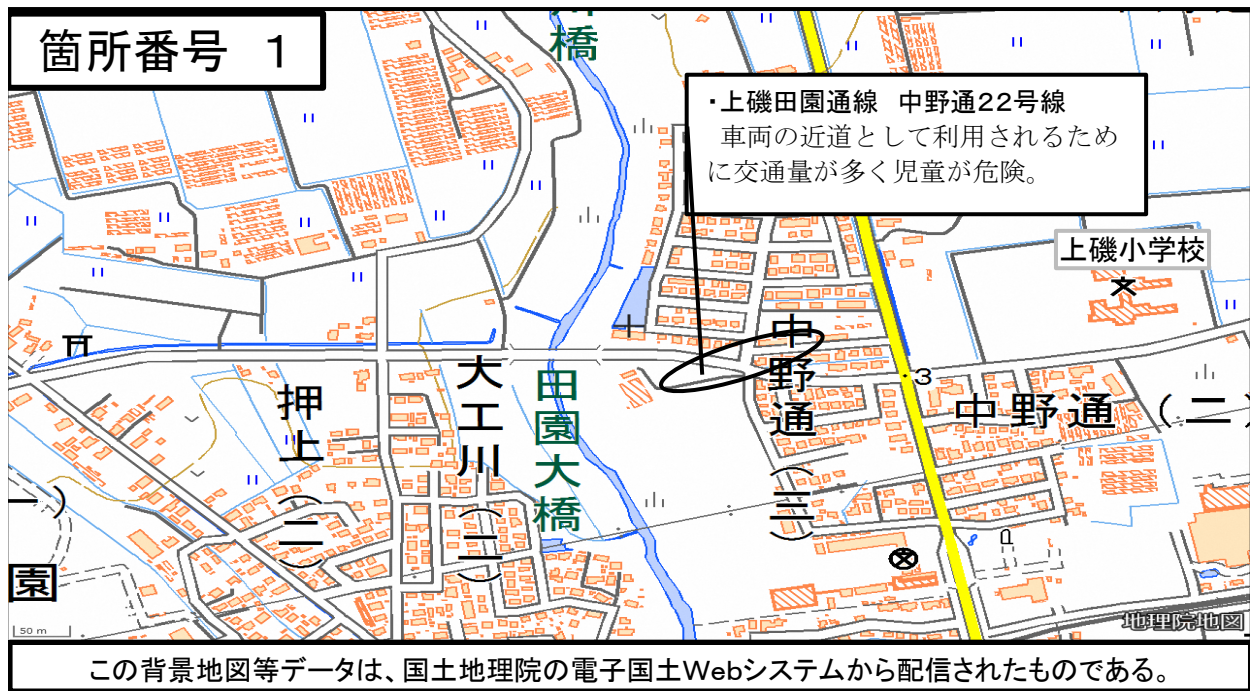 箇所番号 1
橋
・上磯田園通線 中野通22号線
車両の近道として利用されるため
に交通量が多く児童が危険。
上磯小学校
中野通(三)
・3
中野通(二)
大工川(二)
田園大橋
押上(二)
一)
園
50 m
地理院地図
この背景地図等データは、国土地理院の電子国土Webシステムから配信されたものである。